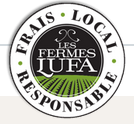 • FRAIS • LOCAL •
LES
FERMES
LUFA
RESPONSABLE